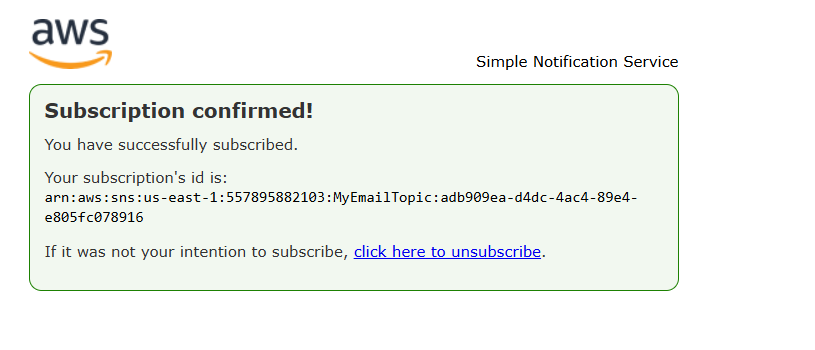 aws
Simple Notification Service
Subscription confirmed!
You have successfully subscribed.
Your subscription's id is:
arn:aws:sns:us-east-1:557895882103:MyEmailTopic:adb909ea-d4dc-4ac4-89e4-
e805fc078916
If it was not your intention to subscribe, click here to unsubscribe.